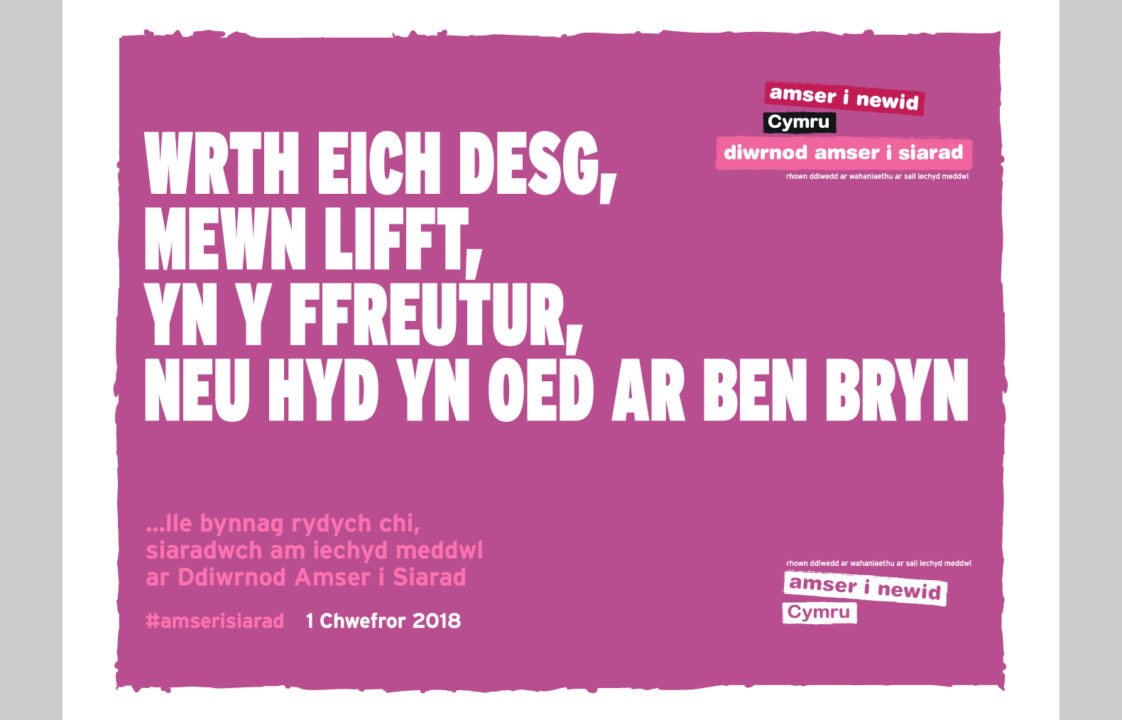 amser i newid
Cymru
diwrnod amser i siarad
rhown ddiwedd ar wahaniaethu ar sail iechyd meddwl
WRTH EICH DESG,
MEWN LIFFT,
YN Y FFREUTUR,
NEU HYD YN OED AR BEN BRYN
...lle bynnag rydych chi,
siaradwch am iechyd meddwl
ar Ddiwrnod Amser i Siarad
#amserisiarad 1 Chwefror 2018
rhown ddiwedd ar wahaniaethu ar sail iechyd meddwl
amser i newid
Cymru